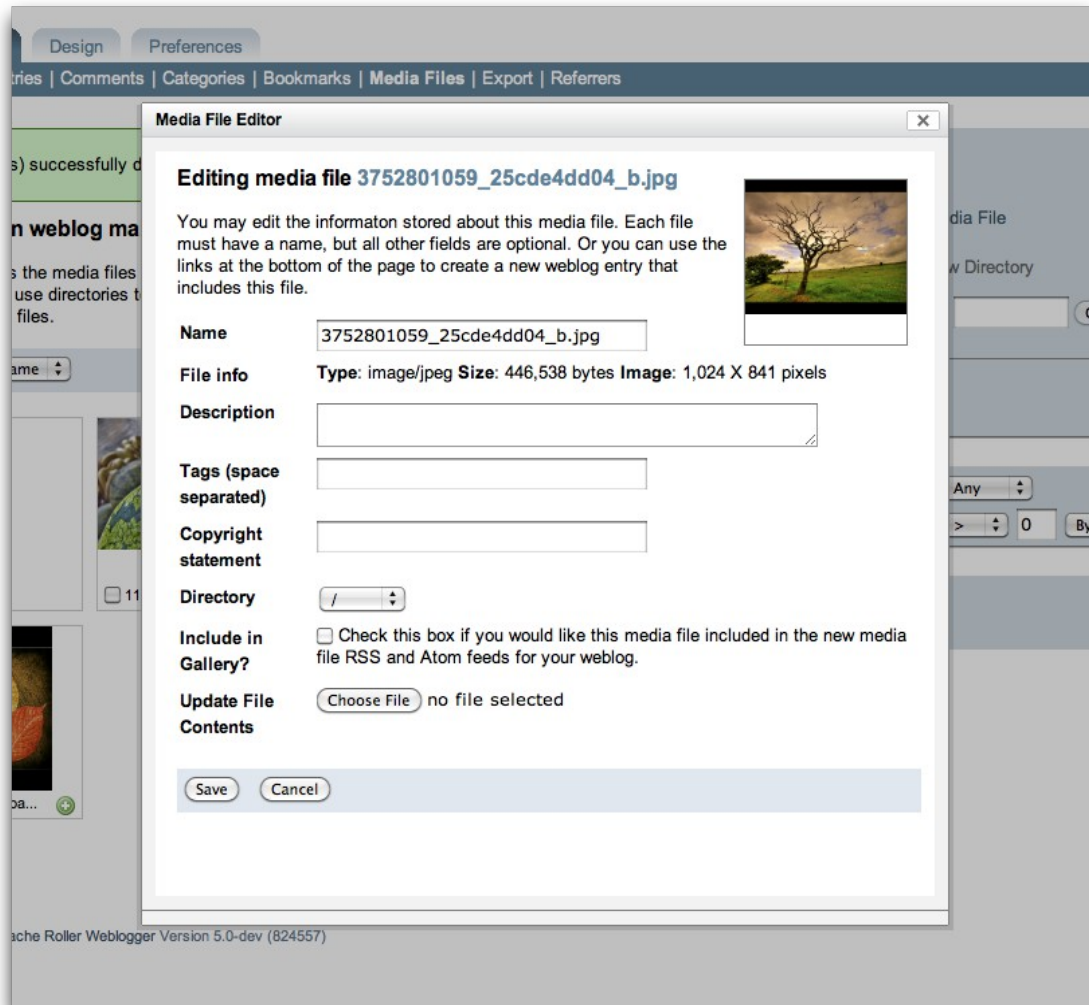 Design Preferences
ries | Comments | Categories | Bookmarks | Media Files | Export | Referrers
Media File Editor
s) successfully d
Editing media file 3752801059_25cde4dd04_b.jpg
You may edit the informaton stored about this media file. Each file
must have a name, but all other fields are optional. Or you can use the
links at the bottom of the page to create a new weblog entry that
includes this file.
n weblog ma
s the media files
use directories t
files.
dia File
w Directory
Name 3752801059_25cde4dd04_b.jpg
ame
File info Type: image/jpeg Size: 446,538 bytes Image: 1,024 X 841 pixels
Description
Tags (space
separated)
Any
> 0 By
Copyright
statement
11
Directory /
Include in
Gallery?
Check this box if you would like this media file included in the new media
file RSS and Atom feeds for your weblog.
Update File
Contents
Choose File no file selected
Save Cancel
oa...
ache Roller Weblogger Version 5.0-dev (824557)